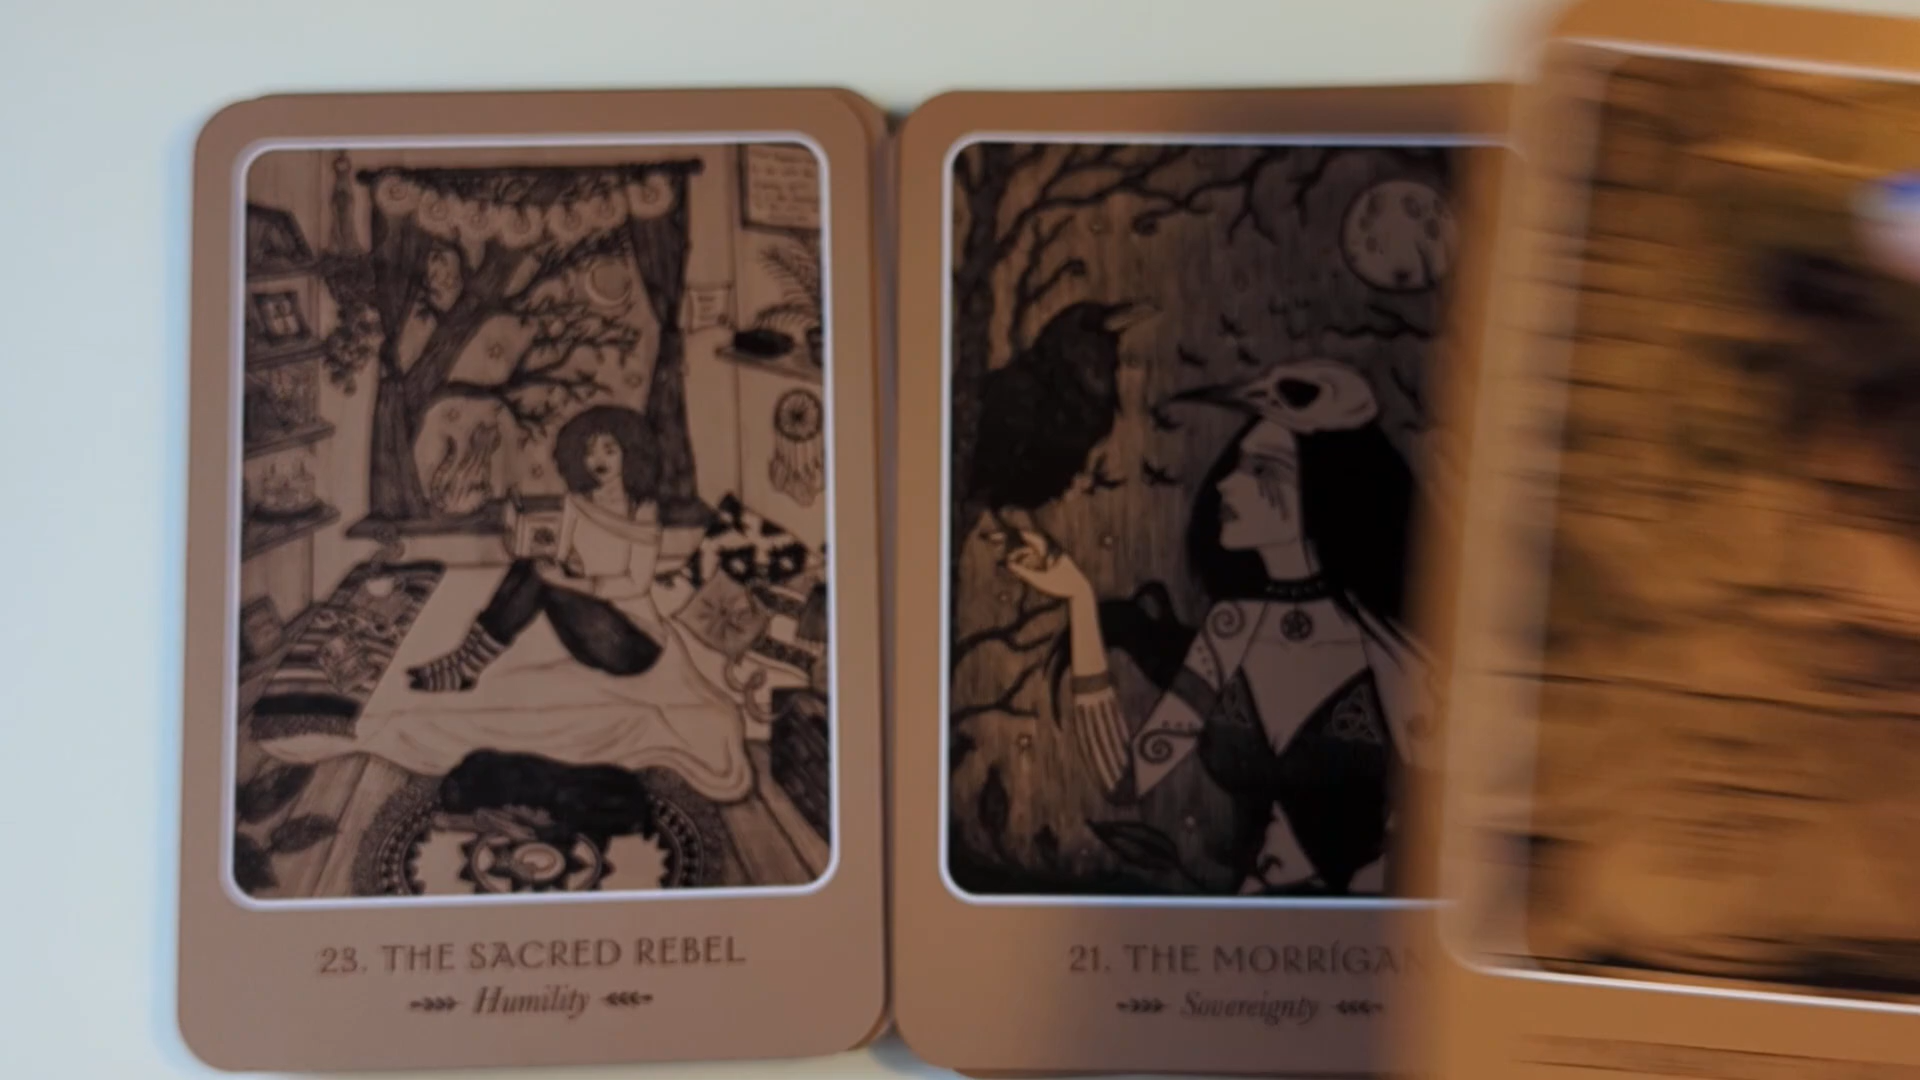 23. THE SACRED REBEL
Humility
21. THE MORRÍGAN
Sovereignty